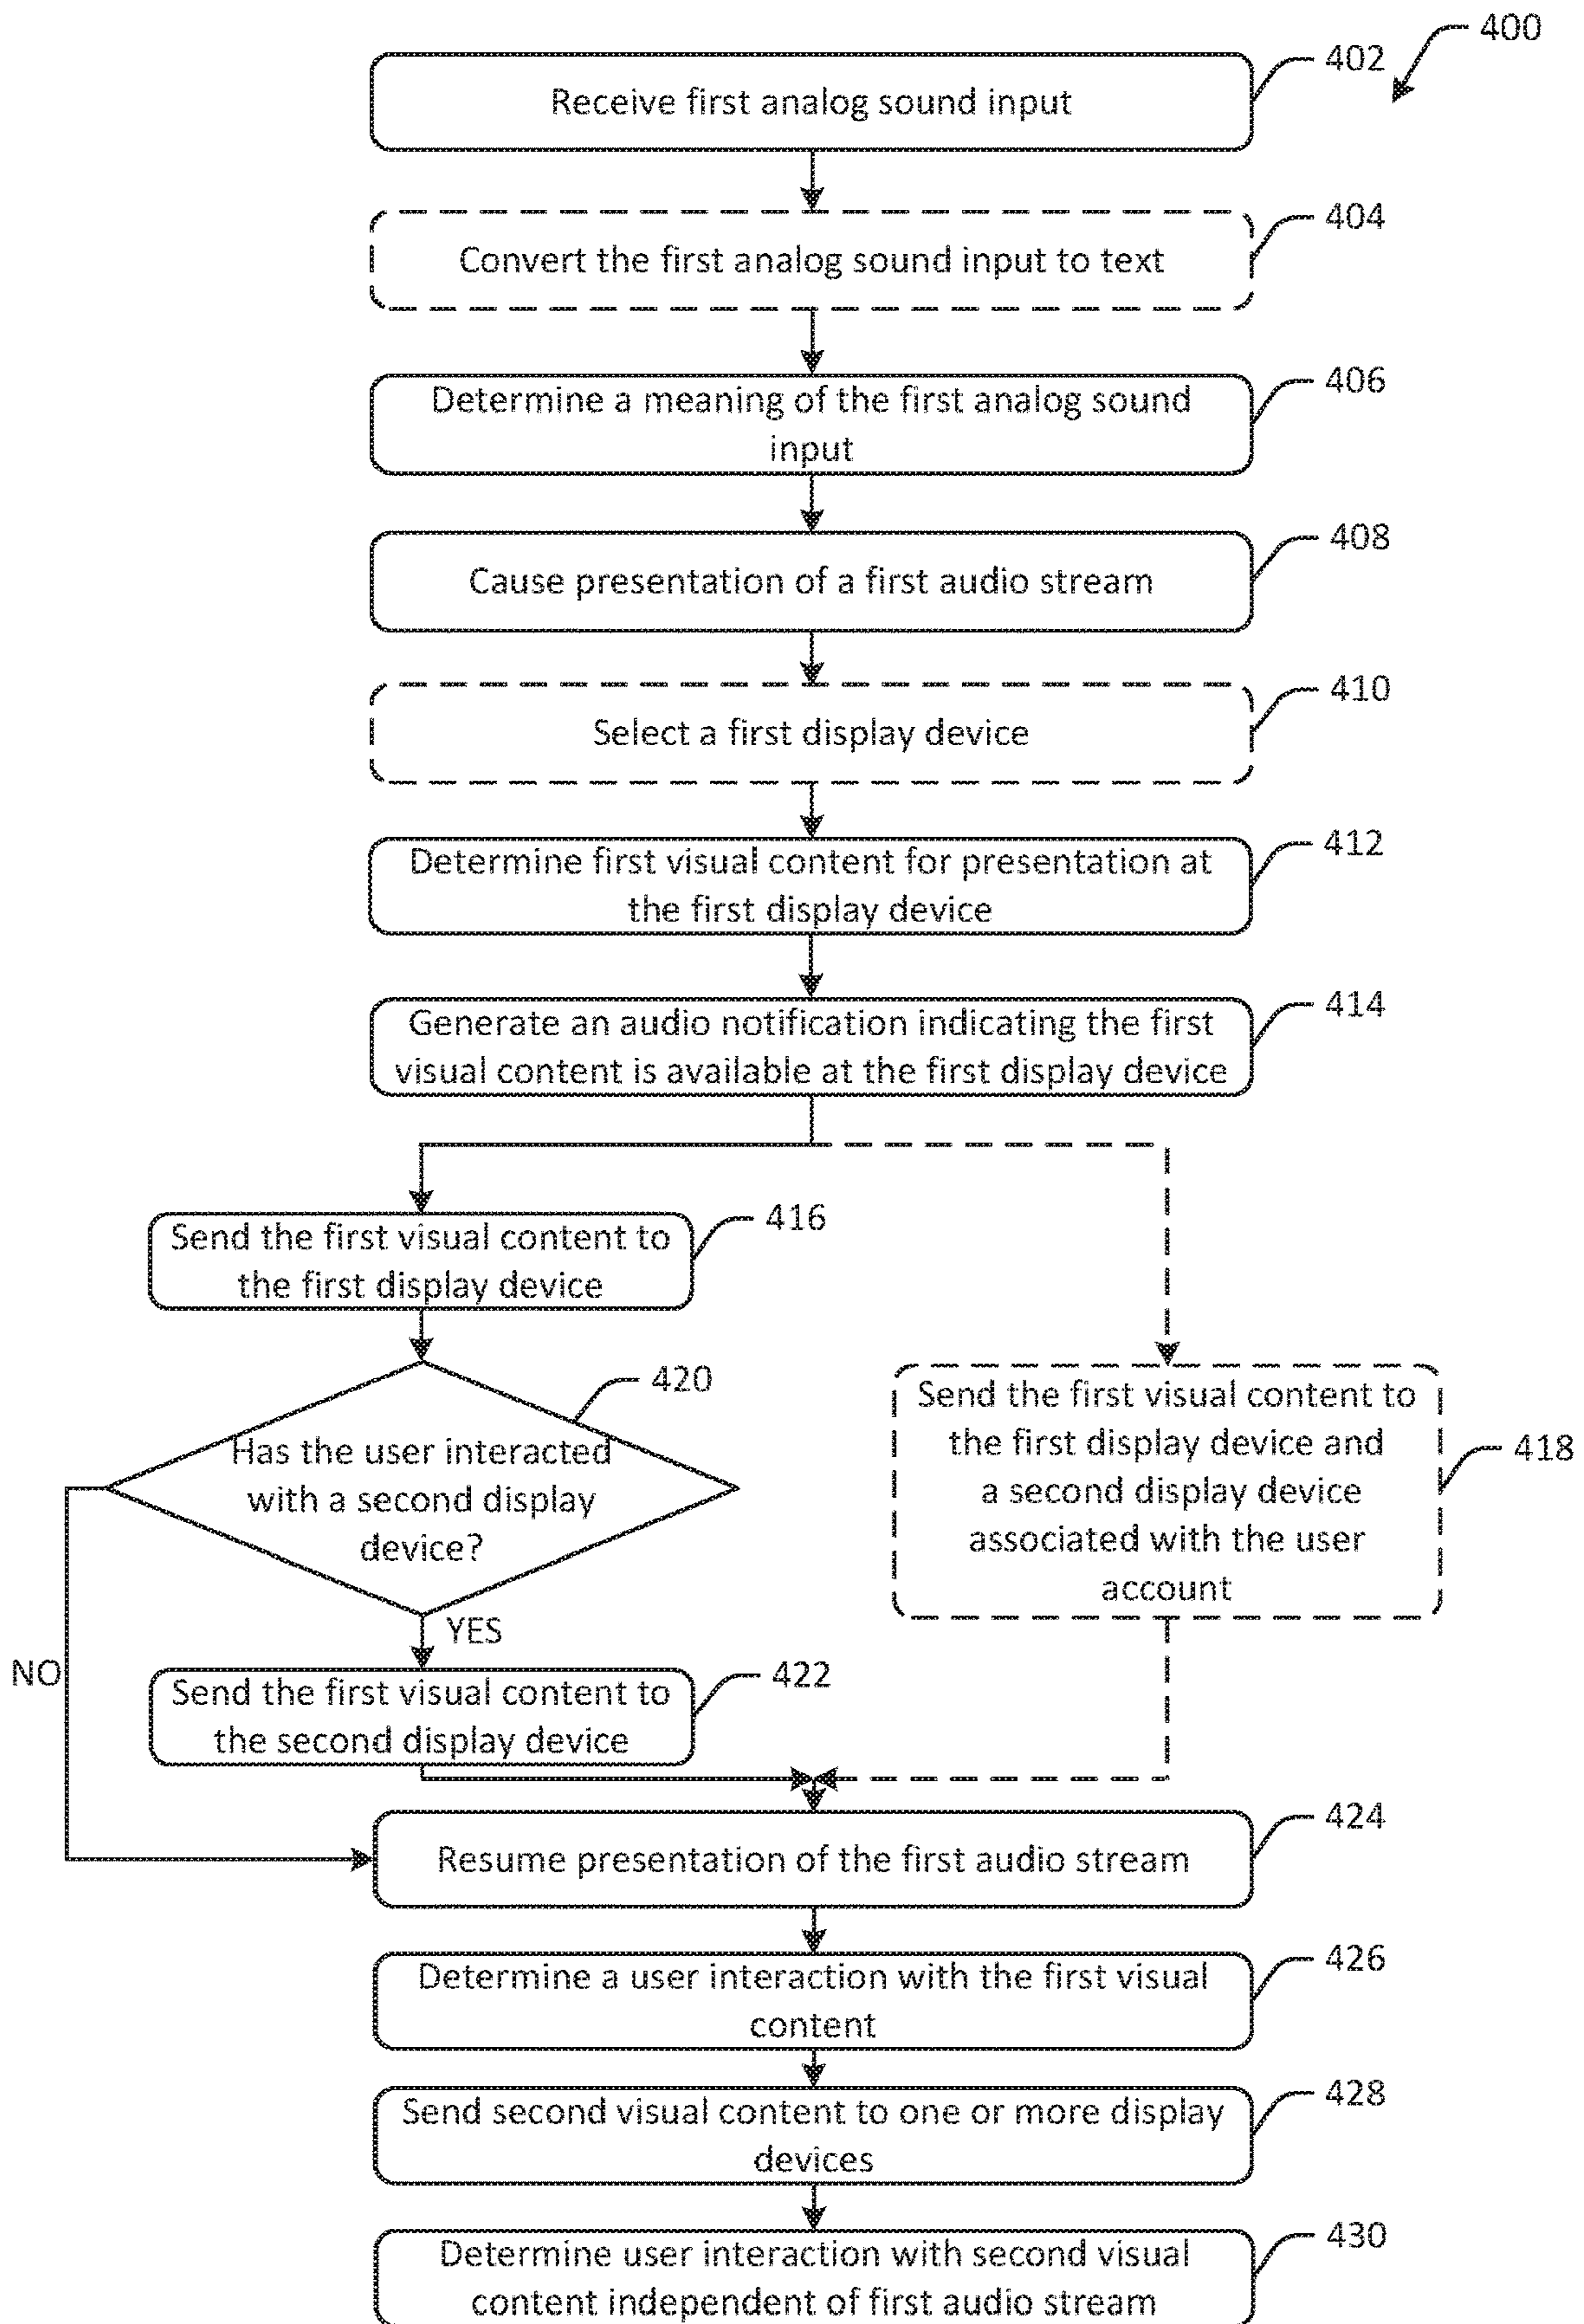 400
402
Receive first analog sound input
404
Convert the first analog sound input to text
406
Determine a meaning of the first analog sound
input
408
Cause presentation of a first audio stream
410
Select a first display device
412
Determine first visual content for presentation at
the first display device
414
Generate an audio notification indicating the first
visual content is available at the first display device
416
Send the first visual content to
the first display device
420
Has the user interacted
with a second display
device?
418
Send the first visual content to
the first display device and
a second display device
associated with the user
account
YES
NO
422
Send the first visual content to
the second display device
424
Resume presentation of the first audio stream
426
Determine a user interaction with the first visual
content
428
Send second visual content to one or more display
devices
430
Determine user interaction with second visual
content independent of first audio stream